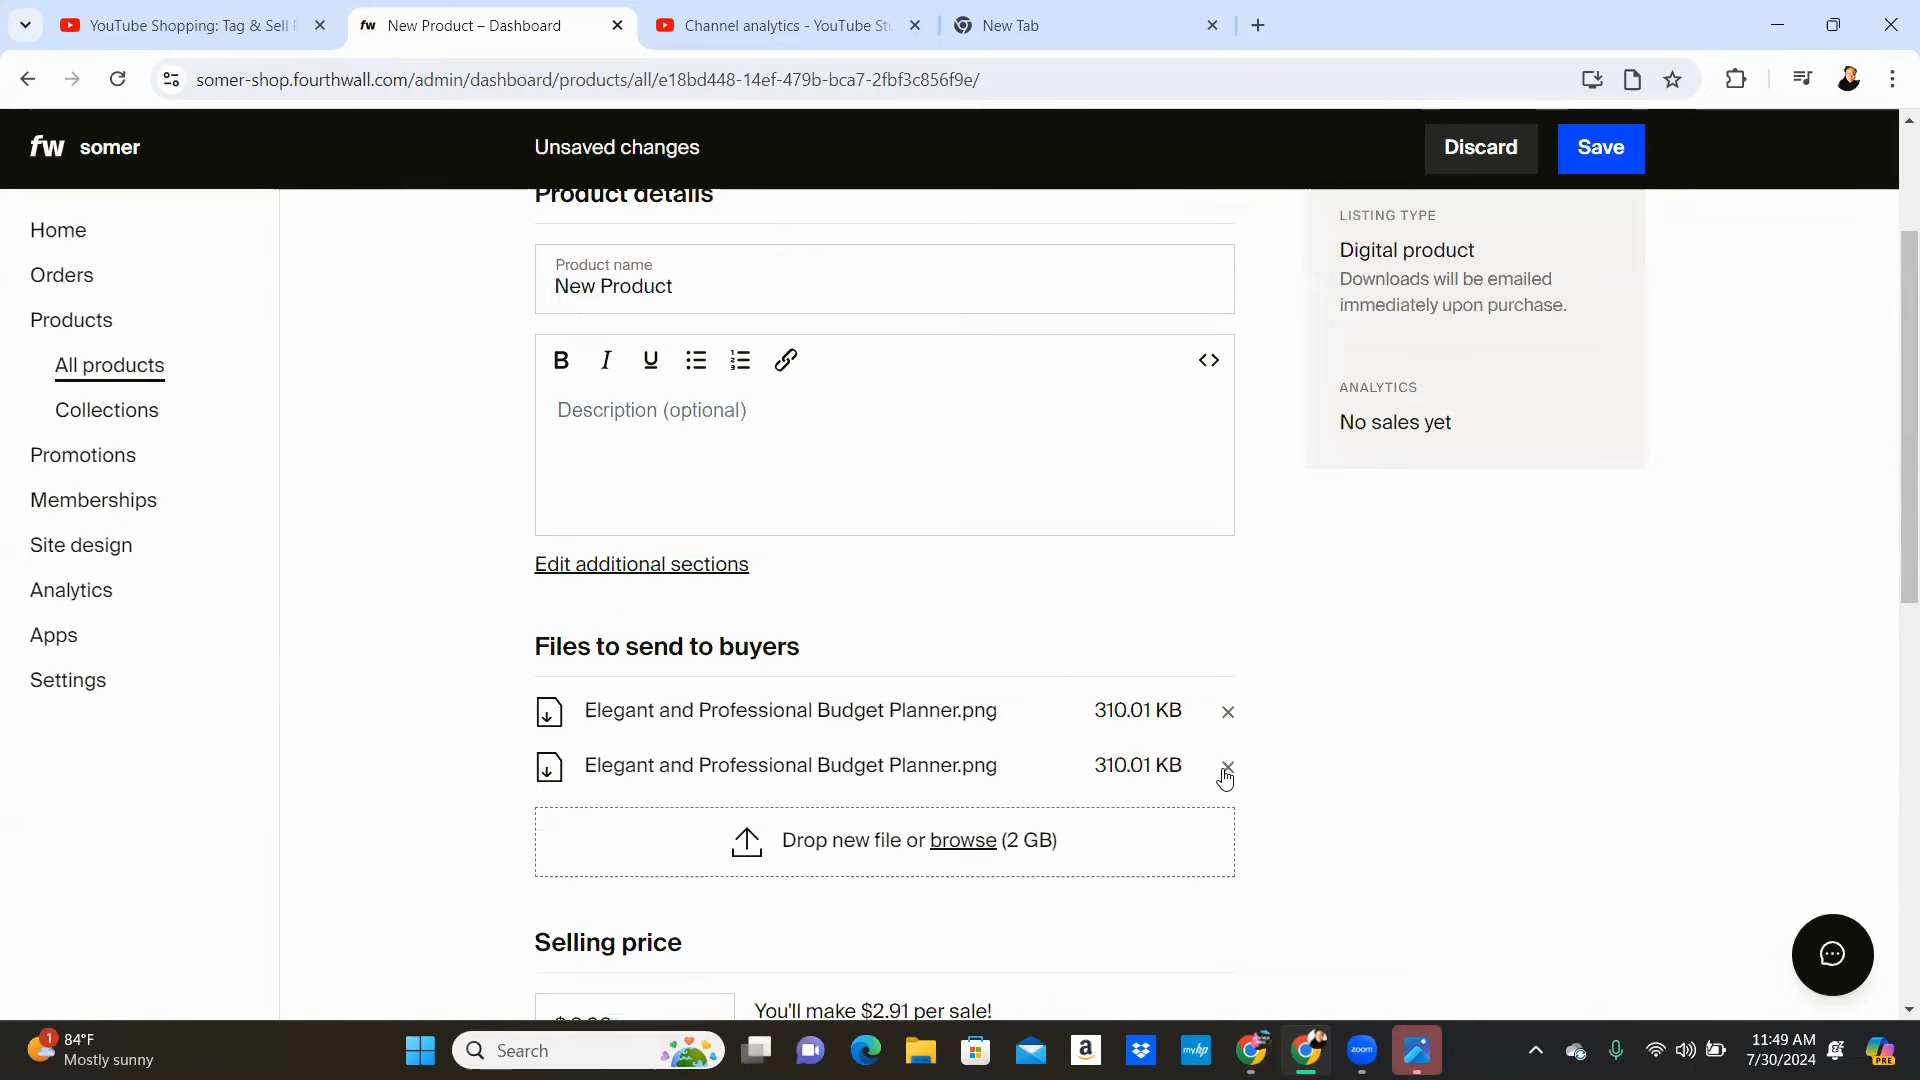 YouTube Shopping: Tag & Sell
fw New Product – Dashboard
Channel analytics - YouTube Stu
New Tab
somer-shop.fourthwall.com/admin/dashboard/products/all/e18bd448-14ef-479b-bca7-2fbf3c856f9e/
fw somer
Unsaved changes
Discard
Save
Home
Orders
Products
All products
Collections
Promotions
Memberships
Site design
Analytics
Apps
Settings
Product details
Product name
New Product
B I U
Description (optional)
Edit additional sections
Files to send to buyers
Elegant and Professional Budget Planner.png 310.01 KB
Elegant and Professional Budget Planner.png 310.01 KB
Drop new file or browse (2 GB)
Selling price
You'll make $2.91 per sale!
LISTING TYPE
Digital product
Downloads will be emailed
immediately upon purchase.
ANALYTICS
No sales yet
1
84°F
Mostly sunny
Search
a
myhp
zoom
11:49 AM
7/30/2024
PRE